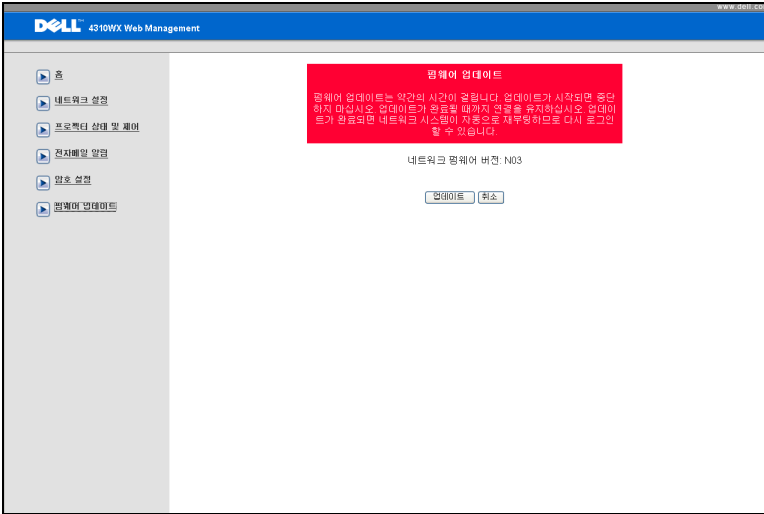 www.dell.com
DELL™ 4310WX Web Management
홈
네트워크 설정
프로젝터 상태 및 제어
전자메일 알림
암호 설정
펌웨어 업데이트
펌웨어 업데이트
펌웨어 업데이트는 약간의 시간이 걸립니다. 업데이트가 시작되면 중단
하지 마십시오. 업데이트가 완료될 때까지 연결을 유지하십시오. 업데이
트가 완료되면 네트워크 시스템이 자동으로 재부팅하므로 다시 로그인
할 수 있습니다.
네트워크 펌웨어 버전: N03
업데이트
취소